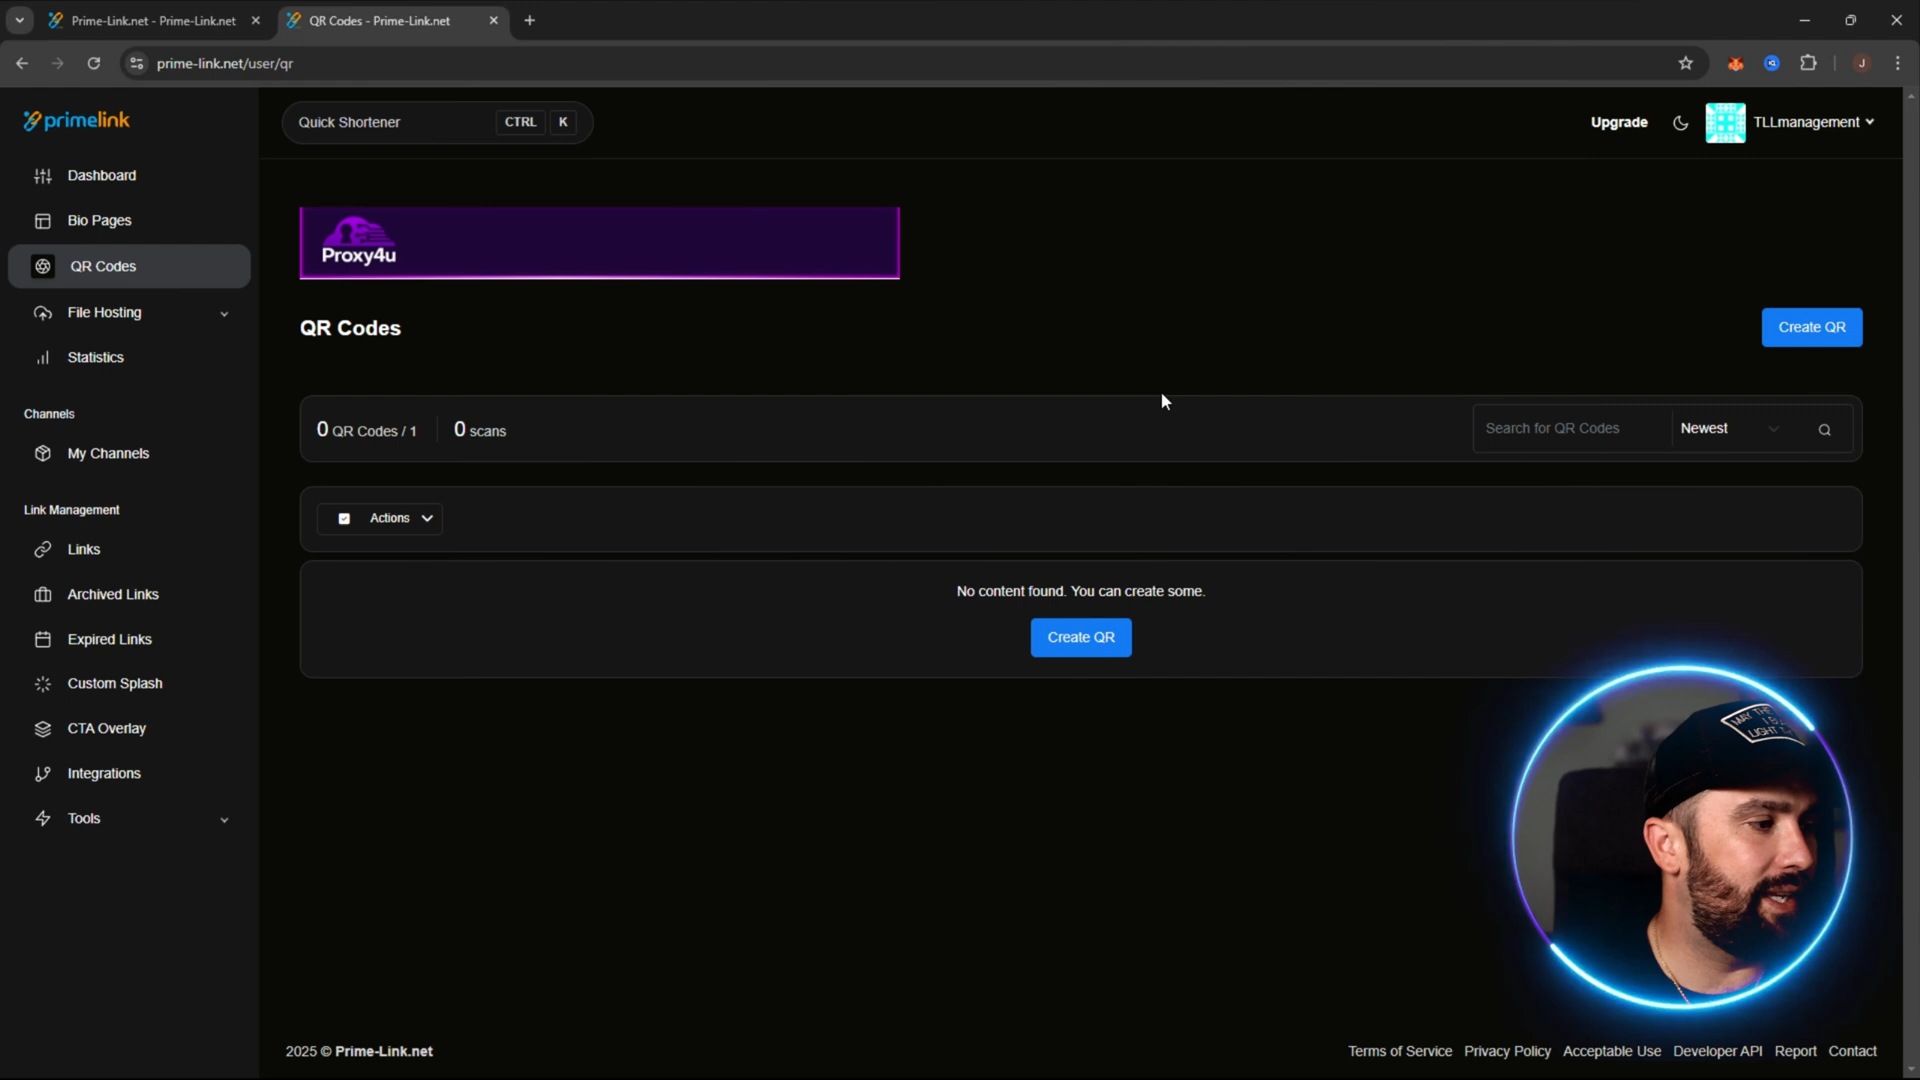 Prime-Link.net - Prime-Link.net
QR Codes - Prime-Link.net
prime-link.net/user/qr
J
primelink
Quick Shortener
CTRL
K
Upgrade
TLLmanagement
Dashboard
Bio Pages
QR Codes
File Hosting
Statistics
Channels
My Channels
Link Management
Links
Archived Links
Expired Links
Custom Splash
CTA Overlay
Integrations
Tools
Proxy4u
QR Codes
Create QR
0 QR Codes / 1
0 scans
Search for QR Codes
Newest
Actions
No content found. You can create some.
Create QR
MAY THE
LIGHT
2025 © Prime-Link.net
Terms of Service
Privacy Policy
Acceptable Use
Developer API
Report
Contact